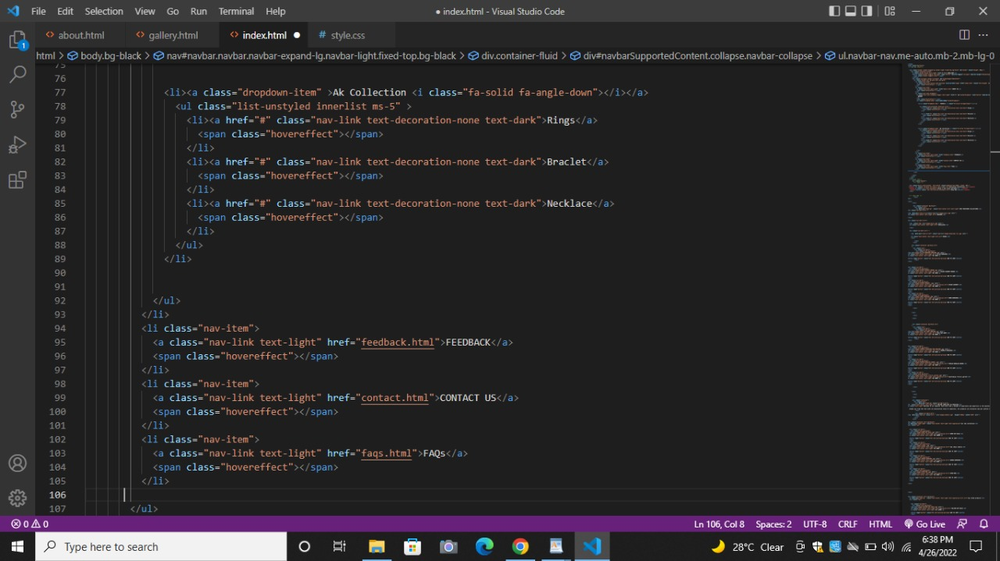 File Edit Selection View Go Run Terminal Help
● index.html - Visual Studio Code
about.html
gallery.html
index.html ●
# style.css
html > body.bg-black > nav#navbar.navbar.navbar-expand-lg.navbar-light.fixed-top.bg-black > div.container-fluid > div#navbarSupportedContent.collapse.navbar-collapse > ul.navbar-nav.me-auto.mb-2.mb-lg-0
1
75
76
77 <li><a class="dropdown-item" >Ak Collec. <i class="fa-solid fa-angle-down"></i></a>
78 <ul class="list-unstyled innerlist ms-5" >
79 <li><a href="#" class="nav-link text-decoration-none text-dark">Rings</a>
80 <span class="hovereffect"></span>
81 </li>
82 <li><a href="#" class="nav-link txt-decoration-none text-dark">Braclet</a>
83 <span class="hovereffect"></span>
84 </li>
85 <li><a href="#" class="nav-link text-decoration-none text-dark">Necklace</a>
86 <span class="hovereffect"></span>
87 </li>
88 </ul>
89 </li>
90
91
92 </ul>
93 </li>
94 <li class="nav-item">
95 <a class="nav-link text-light" href="feedback.html">FEEDBACK</a>
96 <span class="hovereffect"></span>
97 </li>
98 <li class="nav-item">
99 <a class="nav-link text-light" href="contact.html">CONTACT US</a>
100 <span class="hovereffect"></span>
101 </li>
102 <li class="nav-item">
103 <a class="nav-link text-light" href="faqs.html">FAQs</a>
104 <span class="hovereffect"></span>
105 </li>
106
107 </ul>
0 0
Ln 106, Col 8 Spaces: 2 UTF-8 CRLF HTML Go Live
Type here to search
28°C Clear
6:38 PM
4/26/2022